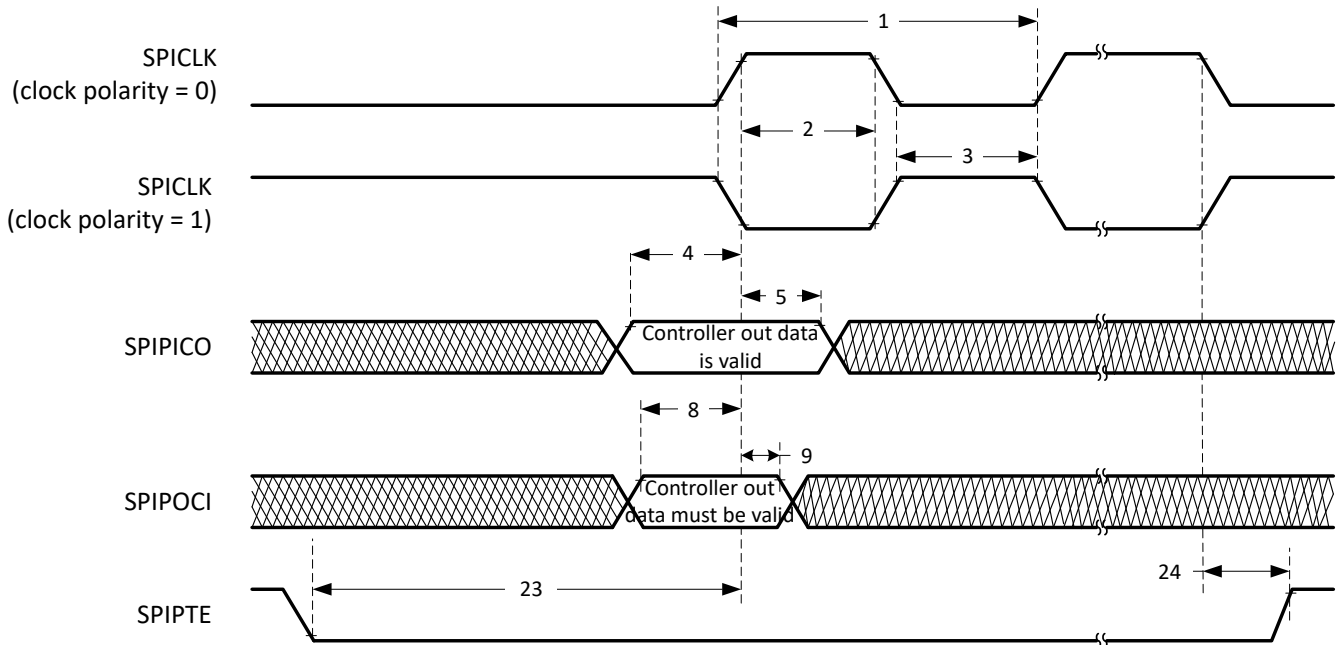 1
SPICLK
(clock polarity = 0)
2
3
SPICLK
(clock polarity = 1)
4
5
SPIPICO
Controller out data
is valid
8
9
SPIPOCI
Controller out
data must be valid
23
24
SPIPTE